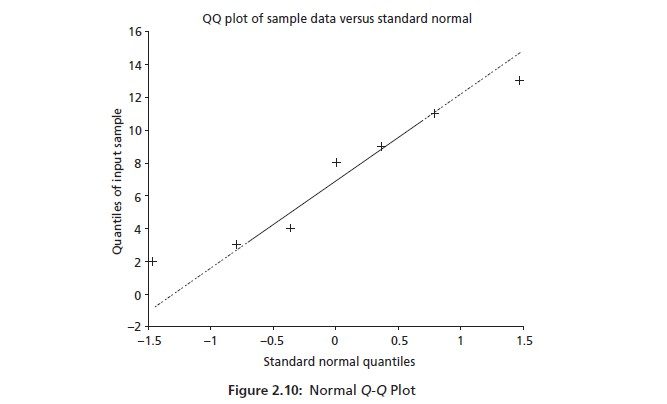 QQ plot of sample data versus standard normal
16
14
12
10
8
6
4
2
0
−2
Quantiles of input sample
−1.5 −1 −0.5 0 0.5 1 1.5
Standard normal quantiles
Figure 2.10: Normal Q-Q Plot